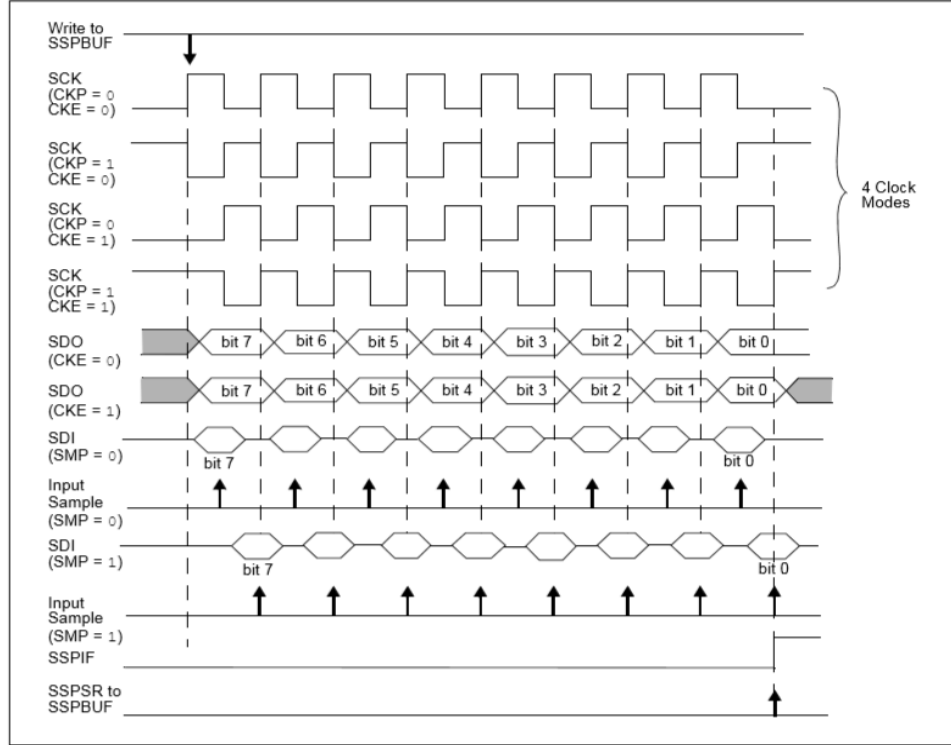 Write to
SSPBUF
SCK
(CKP = 0
CKE = 0)
SCK
(CKP = 1
CKE = 0)
SCK
(CKP = 0
CKE = 1)
SCK
(CKP = 1
CKE = 1)
4 Clock
Modes
SDO
(CKE = 0)
bit 7 bit 6 bit 5 bit 4 bit 3 bit 2 bit 1 bit 0
SDO
(CKE = 1)
bit 7 bit 6 bit 5 bit 4 bit 3 bit 2 bit 1 bit 0
SDI
(SMP = 0)
bit 7 bit 0
Input
Sample
(SMP = 0)
SDI
(SMP = 1)
bit 7 bit 0
Input
Sample
(SMP = 1)
SSPIF
SSPSR to
SSPBUF